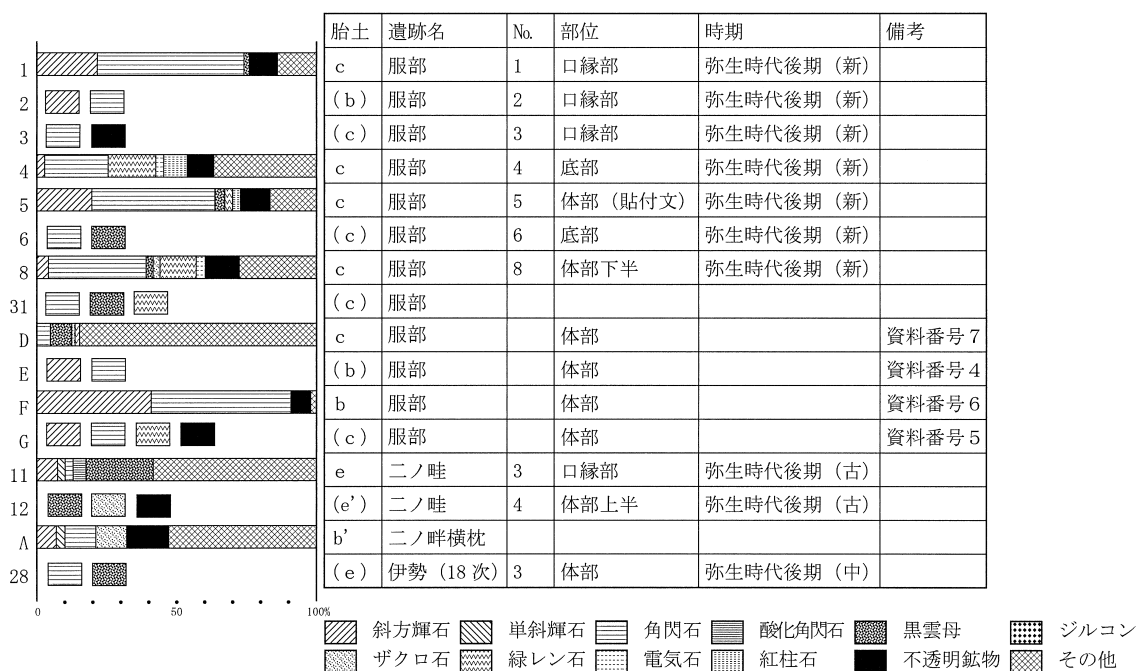 胎土 遺跡名 № 部位 時期 備考
1 c 服部 1 口縁部 弥生時代後期（新）
2 (b) 服部 2 口縁部 弥生時代後期（新）
3 (c) 服部 3 口縁部 弥生時代後期（新）
4 c 服部 4 底部 弥生時代後期（新）
5 c 服部 5 体部（貼付文） 弥生時代後期（新）
6 (c) 服部 6 底部 弥生時代後期（新）
8 c 服部 8 体部下半 弥生時代後期（新）
31 (c) 服部
D c 服部 体部 資料番号7
E (b) 服部 体部 資料番号4
F b 服部 体部 資料番号6
G (c) 服部 体部 資料番号5
11 e 二ノ畦 3 口縁部 弥生時代後期（古）
12 (e’) 二ノ畦 4 体部上半 弥生時代後期（古）
A b’ 二ノ畔横枕
28 (e) 伊勢（18次） 3 体部 弥生時代後期（中）
0 50 100%
斜方輝石 単斜輝石 角閃石 酸化角閃石 黒雲母 ジルコン
ザクロ石 緑レン石 電気石 紅柱石 不透明鉱物 その他